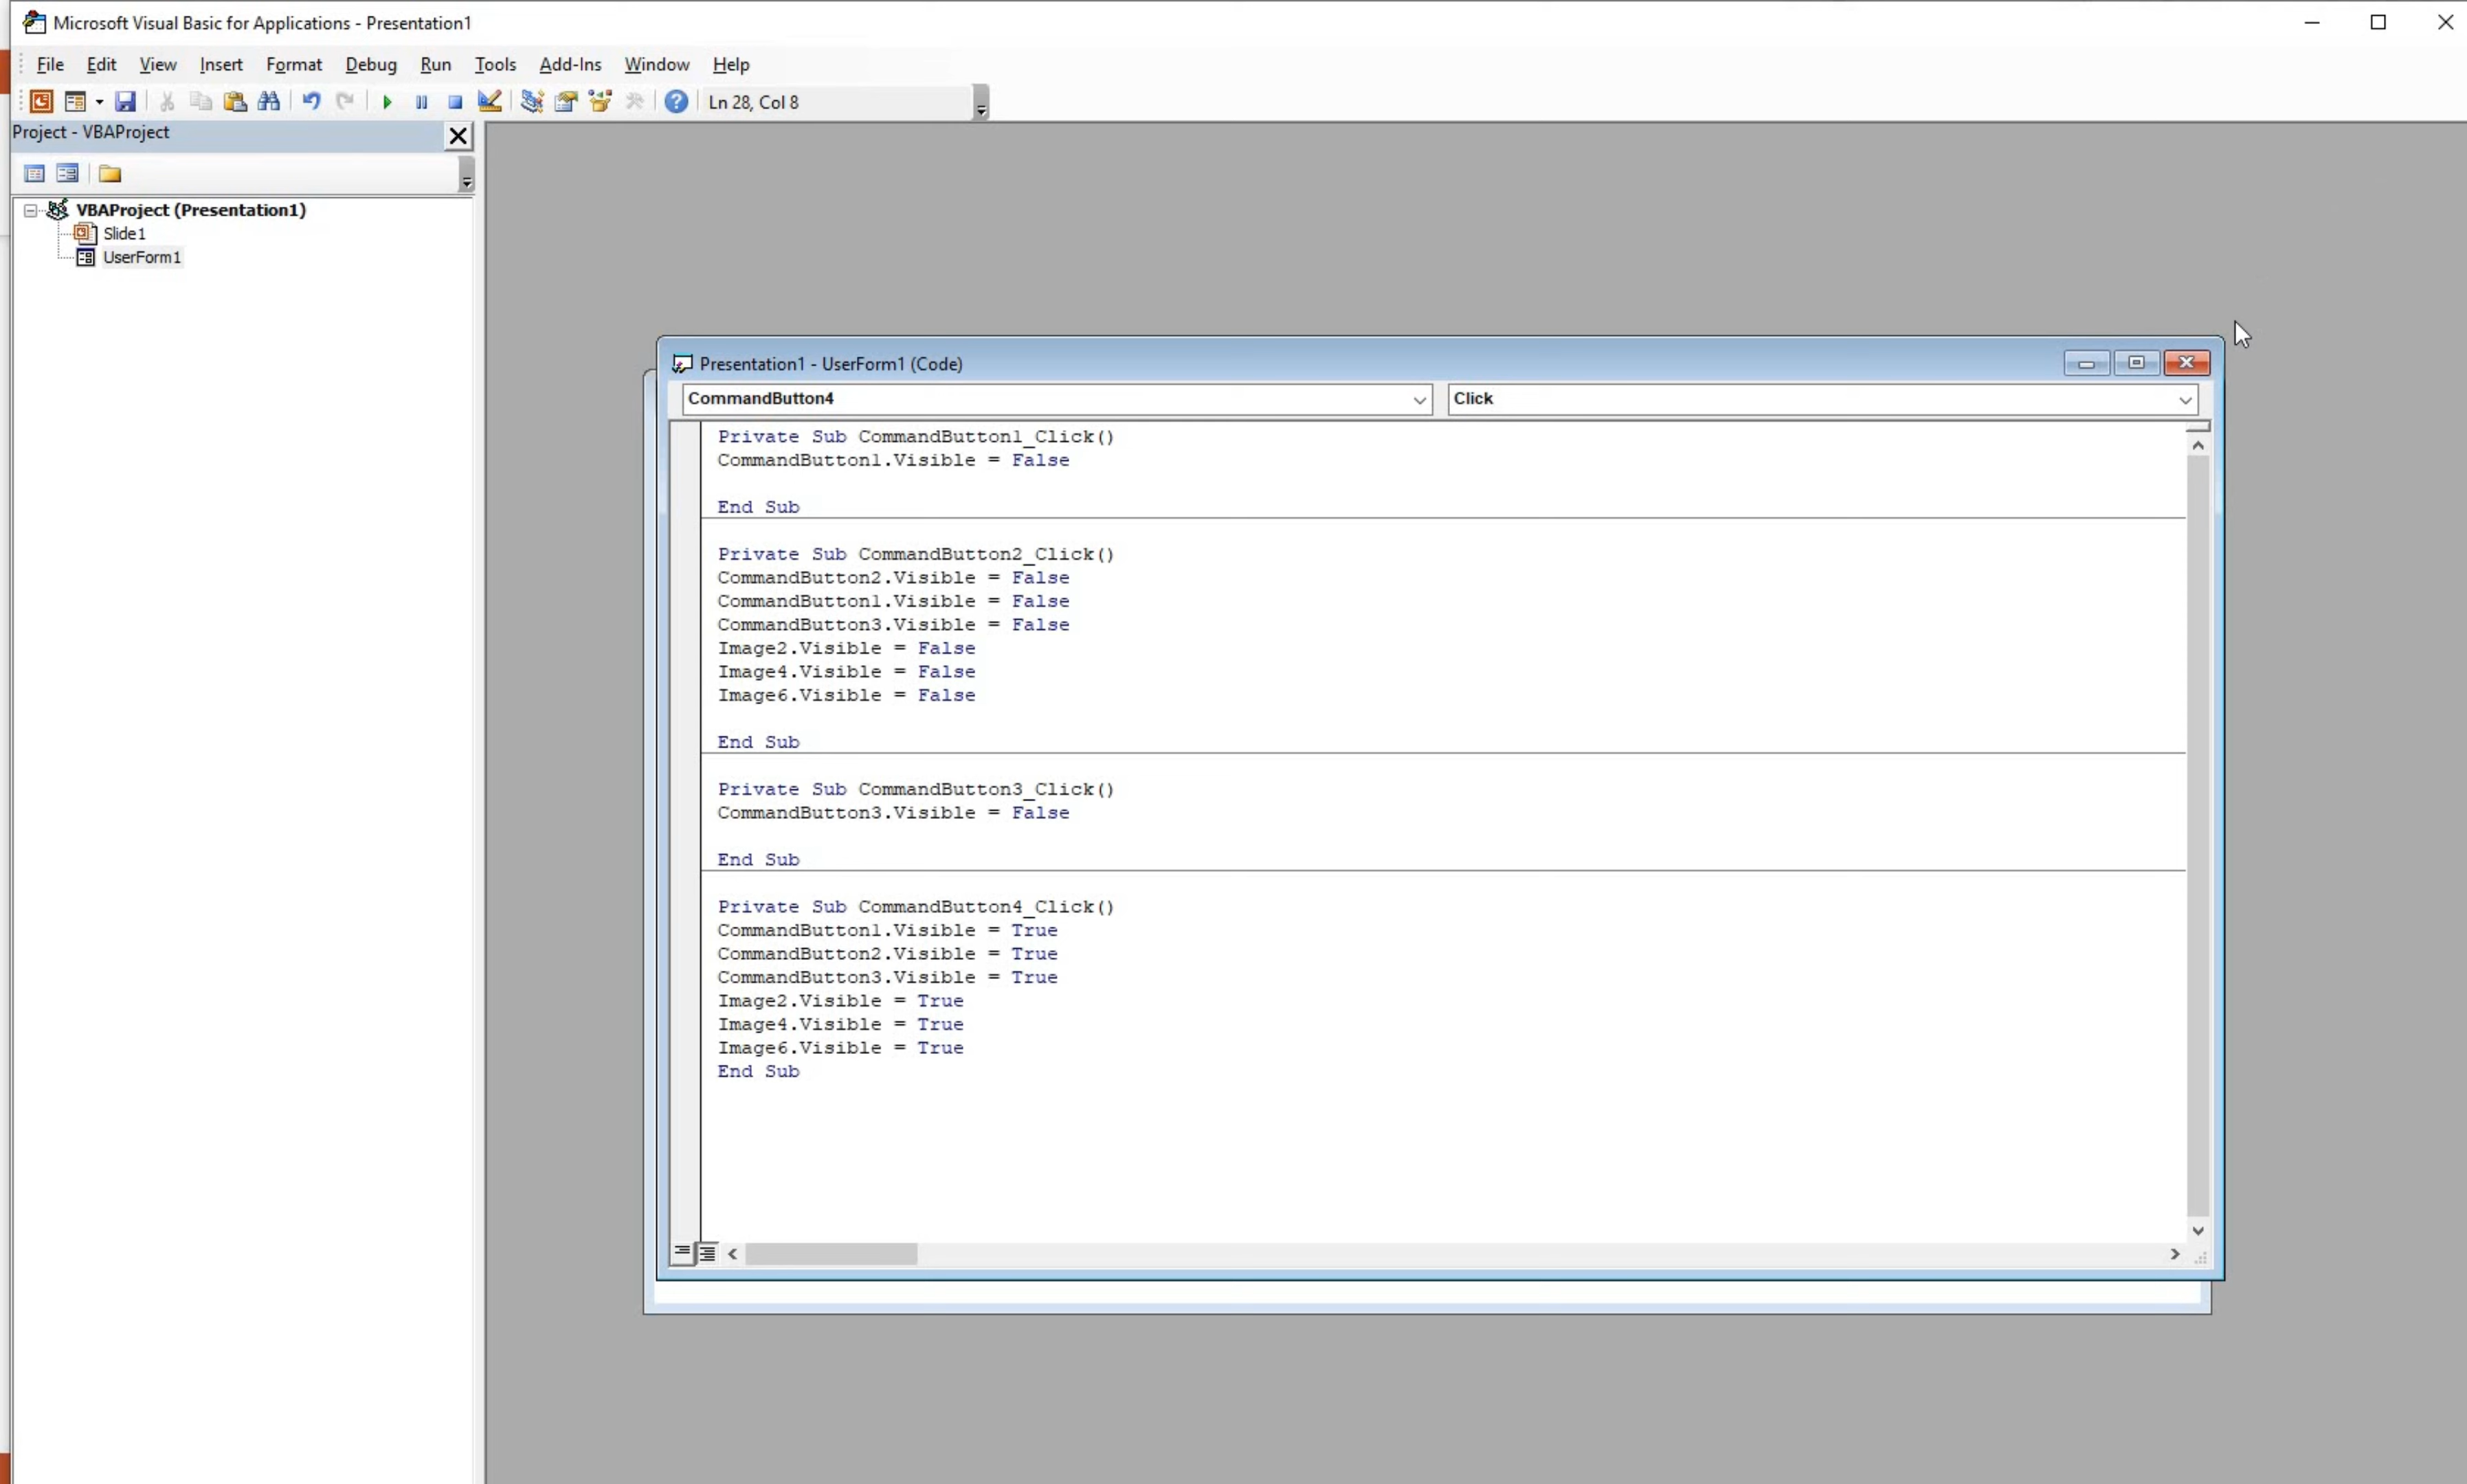 Microsoft Visual Basic for Applications - Presentation1
File Edit View Insert Format Debug Run Tools Add-Ins Window Help
Ln 28, Col 8
Project - VBAProject
VBAProject (Presentation1)
Slide1
UserForm1
Presentation1 - UserForm1 (Code)
CommandButton4 Click
Private Sub CommandButton1_Click()
CommandButton1.Visible = False
End Sub
Private Sub CommandButton2_Click()
CommandButton2.Visible = False
CommandButton1.Visible = False
CommandButton3.Visible = False
Image2.Visible = False
Image4.Visible = False
Image6.Visible = False
End Sub
Private Sub CommandButton3_Click()
CommandButton3.Visible = False
End Sub
Private Sub CommandButton4_Click()
CommandButton1.Visible = True
CommandButton2.Visible = True
CommandButton3.Visible = True
Image2.Visible = True
Image4.Visible = True
Image6.Visible = True
End Sub